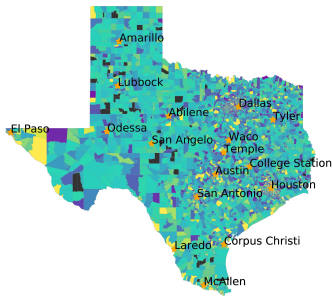 Amarillo
Lubbock
Dallas
Abilene
Tyleri
El Paso
Odessa
San Angelo
Waco
Temple
College Station
Austin
Houston
San Antonio
Laredo
Corpus Christi
McAllen